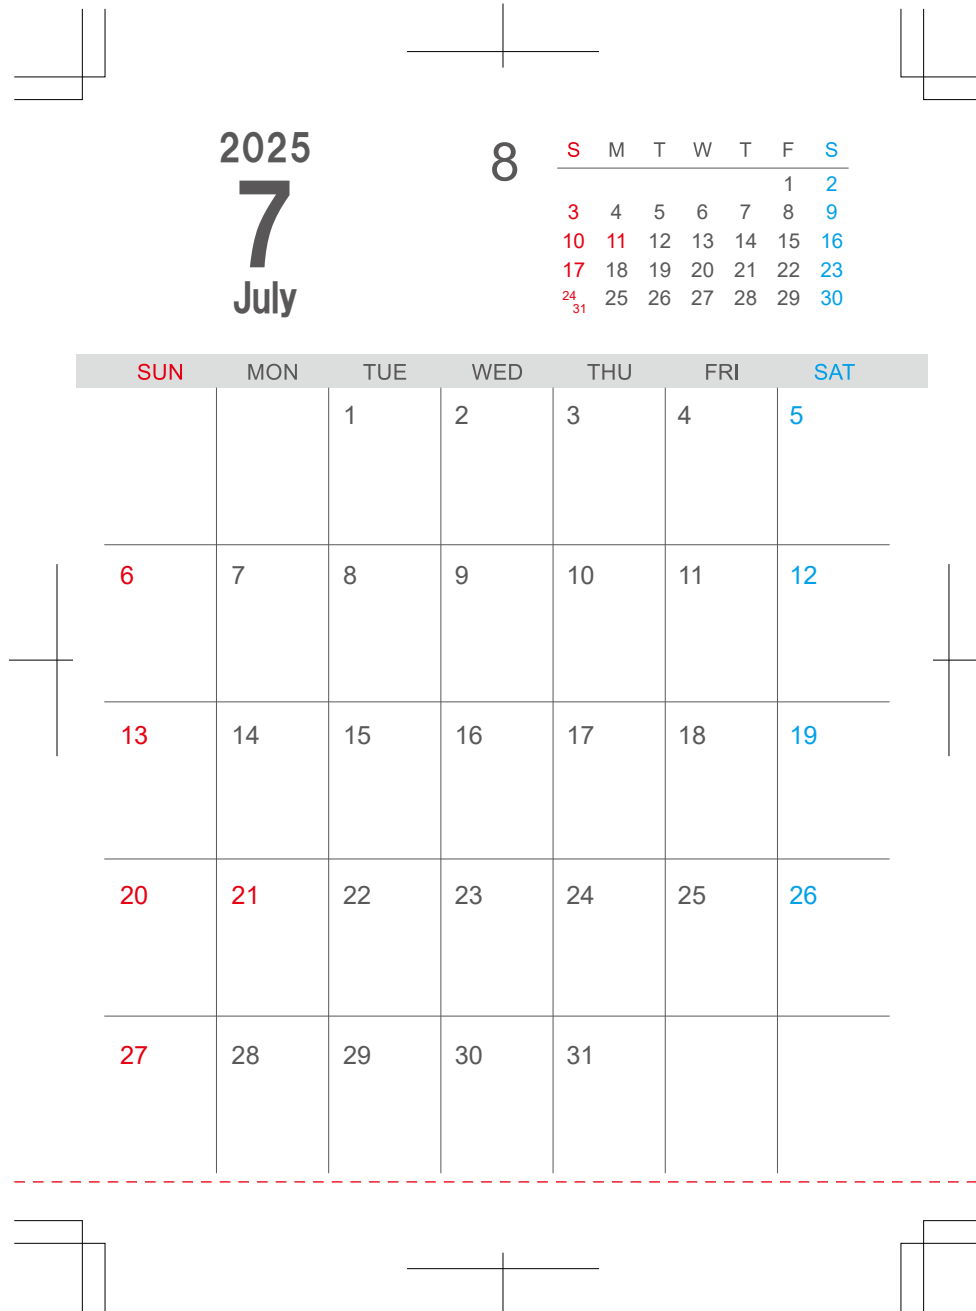 2025
7
July
8
S M T W T F S
1 2
3 4 5 6 7 8 9
10 11 12 13 14 15 16
17 18 19 20 21 22 23
24 31 25 26 27 28 29 30
SUN MON TUE WED THU FRI SAT
1 2 3 4 5
6 7 8 9 10 11 12
13 14 15 16 17 18 19
20 21 22 23 24 25 26
27 28 29 30 31